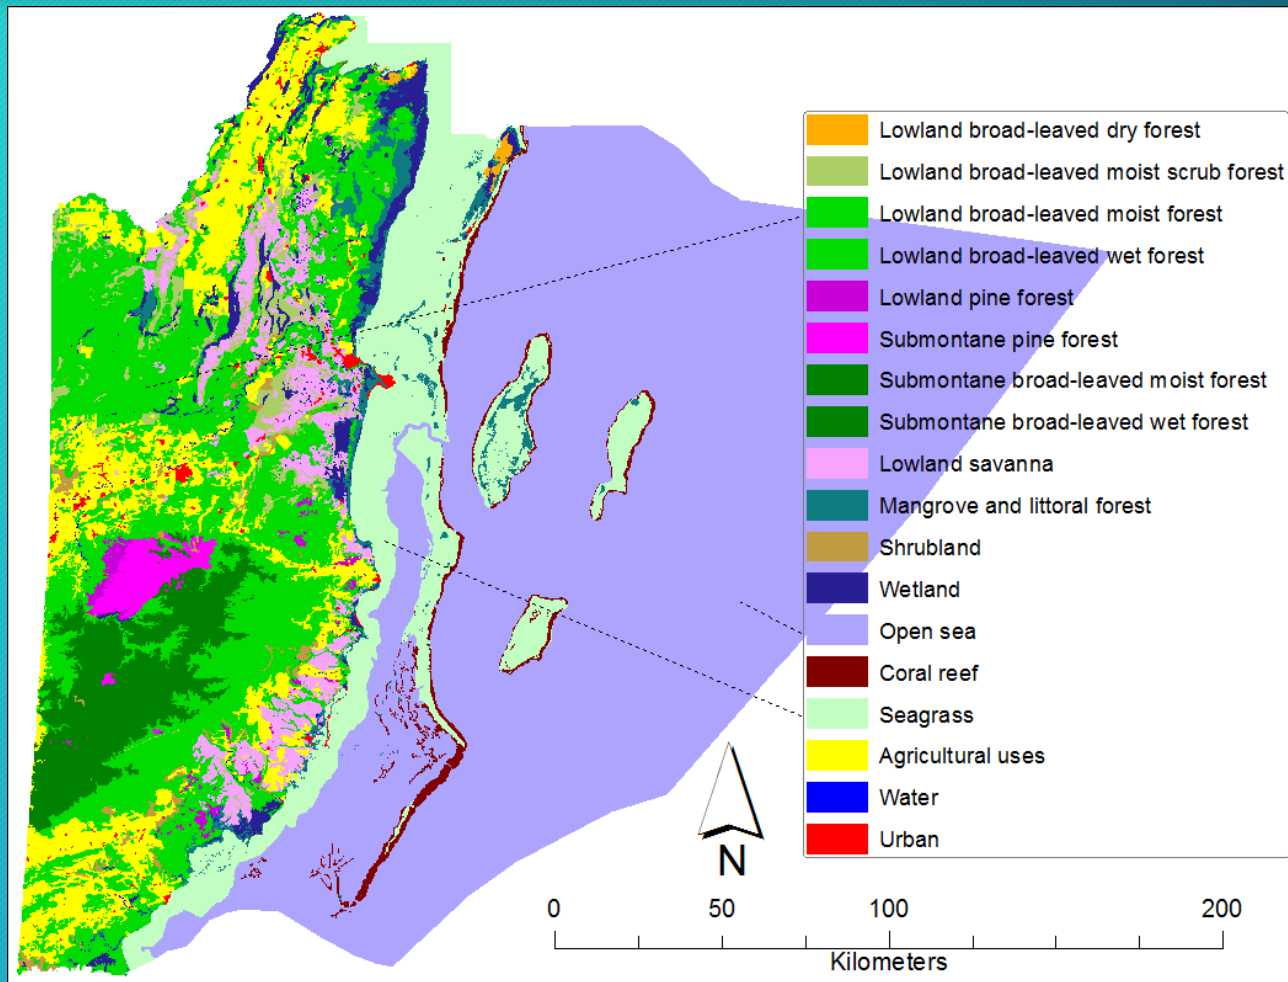 Lowland broad-leaved dry forest
Lowland broad-leaved moist scrub forest
Lowland broad-leaved moist forest
Lowland broad-leaved wet forest
Lowland pine forest
Submontane pine forest
Submontane broad-leaved moist forest
Submontane broad-leaved wet forest
Lowland savanna
Mangrove and littoral forest
Shrubland
Wetland
Open sea
Coral reef
Seagrass
Agricultural uses
Water
Urban
N
0 50 100 200
Kilometers